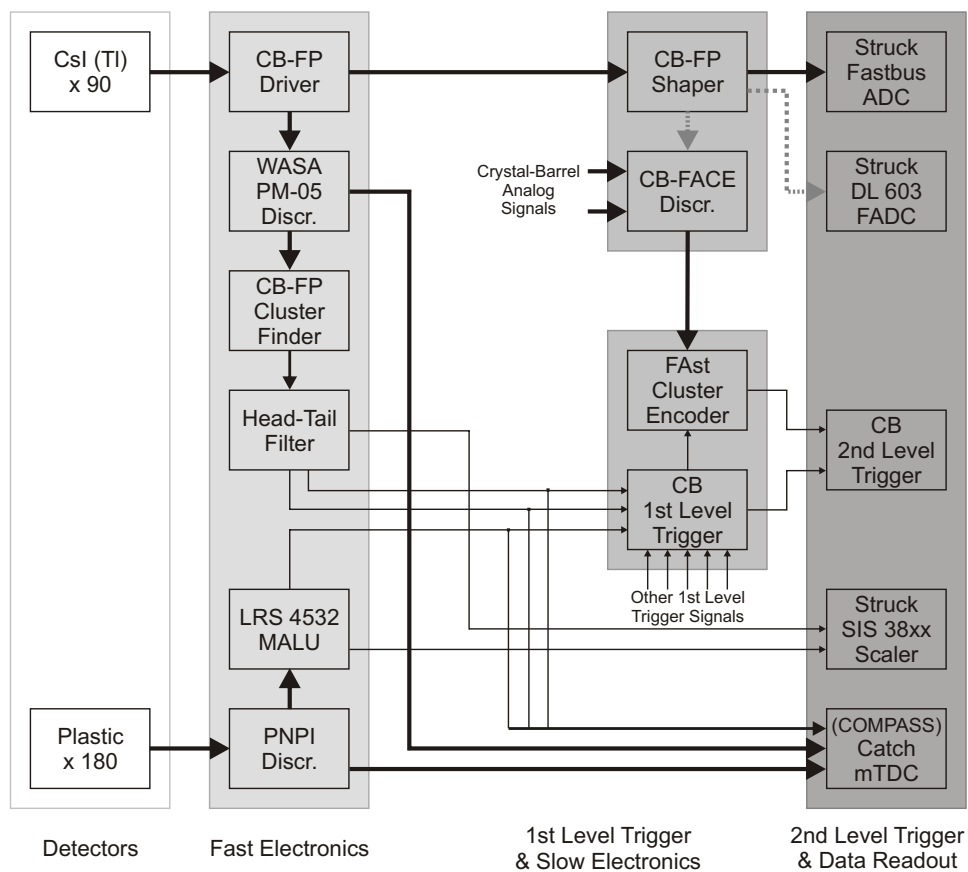 CsI (Tl)
x 90
CB-FP
Driver
CB-FP
Shaper
Struck
Fastbus
ADC
WASA
PM-05
Discr.
Crystal-Barrel
Analog
Signals
CB-FACE
Discr.
Struck
DL 603
FADC
CB-FP
Cluster
Finder
FAst
Cluster
Encoder
Head-Tail
Filter
CB
2nd Level
Trigger
CB
1st Level
Trigger
Other 1st Level
Trigger Signals
LRS 4532
MALU
Struck
SIS 38xx
Scaler
Plastic
x 180
PNPI
Discr.
(COMPASS)
Catch
mTDC
Detectors
Fast Electronics
1st Level Trigger
& Slow Electronics
2nd Level Trigger
& Data Readout